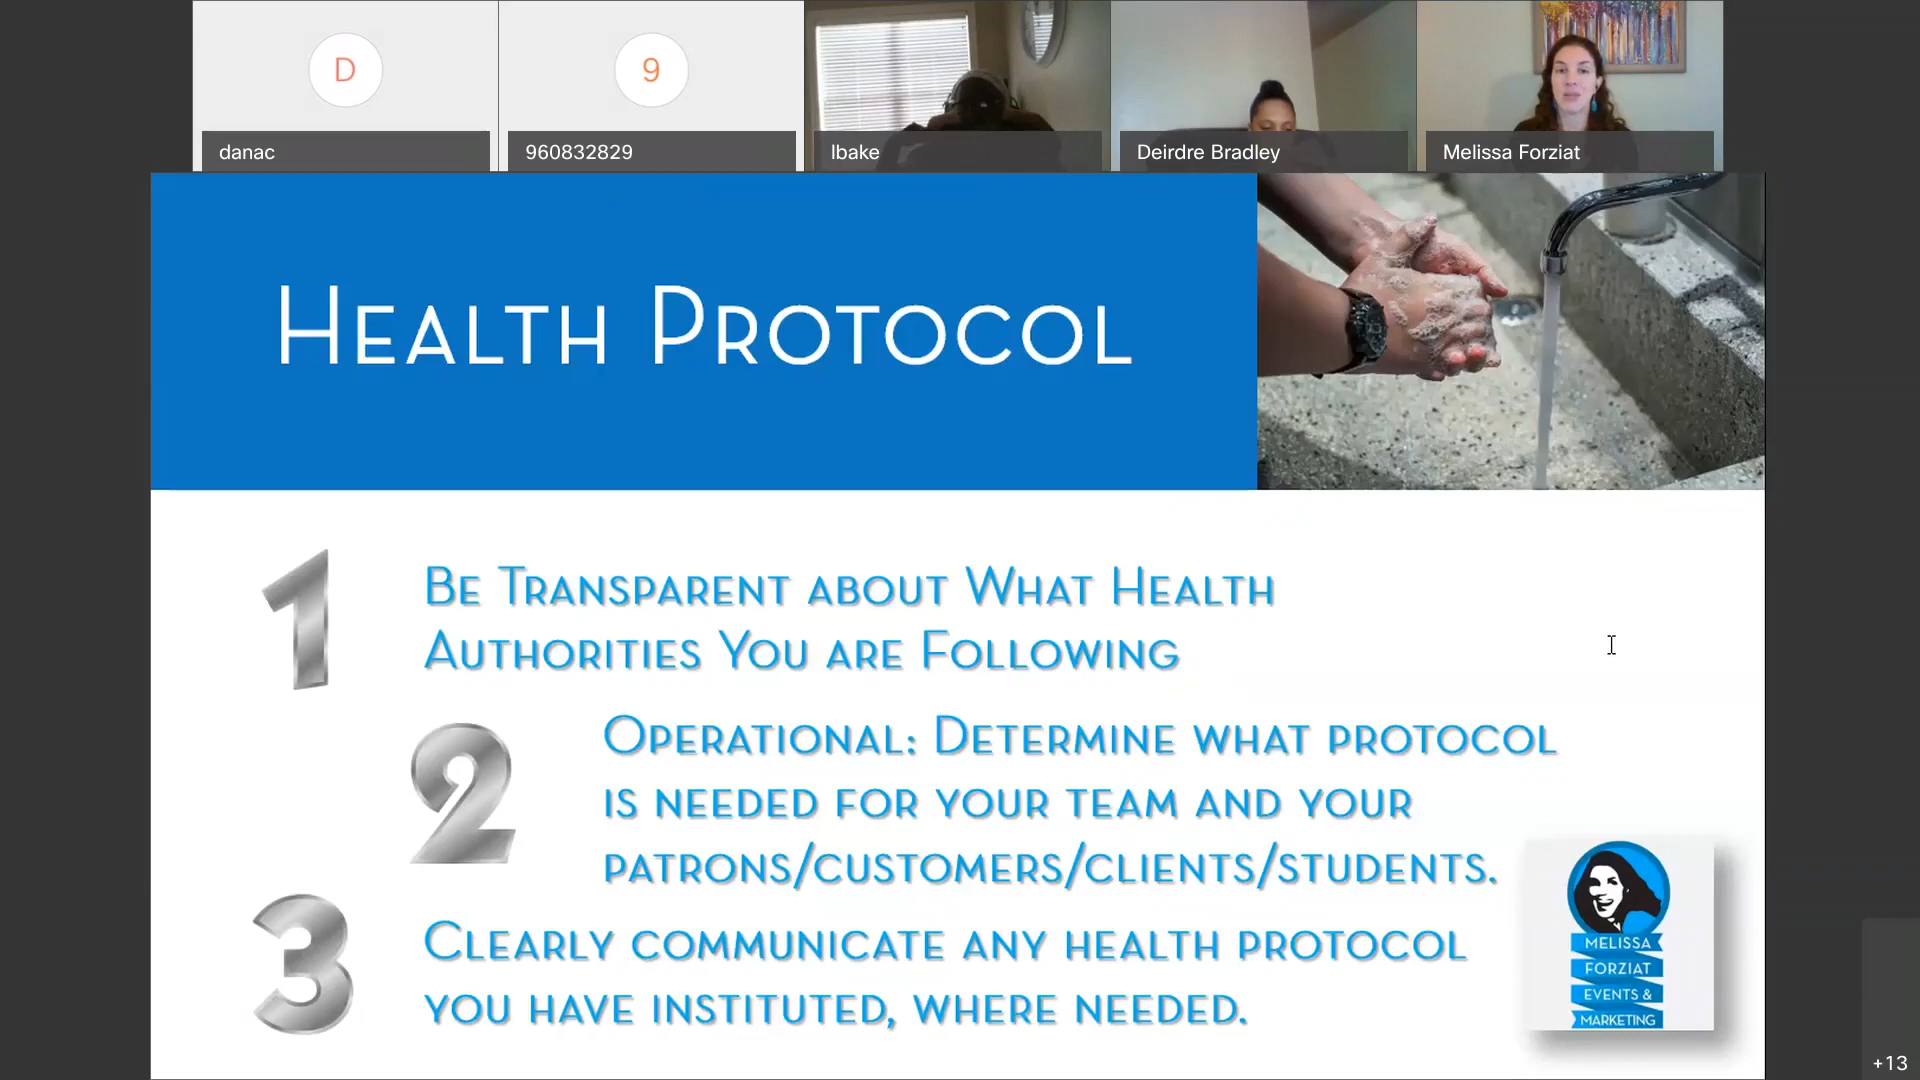 D
9
danac
960832829
lbake
Deirdre Bradley
Melissa Forziat
HEALTH PROTOCOL
1
BE TRANSPARENT ABOUT WHAT HEALTH
AUTHORITIES YOU ARE FOLLOWING
2
OPERATIONAL: DETERMINE WHAT PROTOCOL
IS NEEDED FOR YOUR TEAM AND YOUR
PATRONS/CUSTOMERS/CLIENTS/STUDENTS.
3
CLEARLY COMMUNICATE ANY HEALTH PROTOCOL
YOU HAVE INSTITUTED, WHERE NEEDED.
MELISSA
FORZIAT
EVENTS &
MARKETING
+13